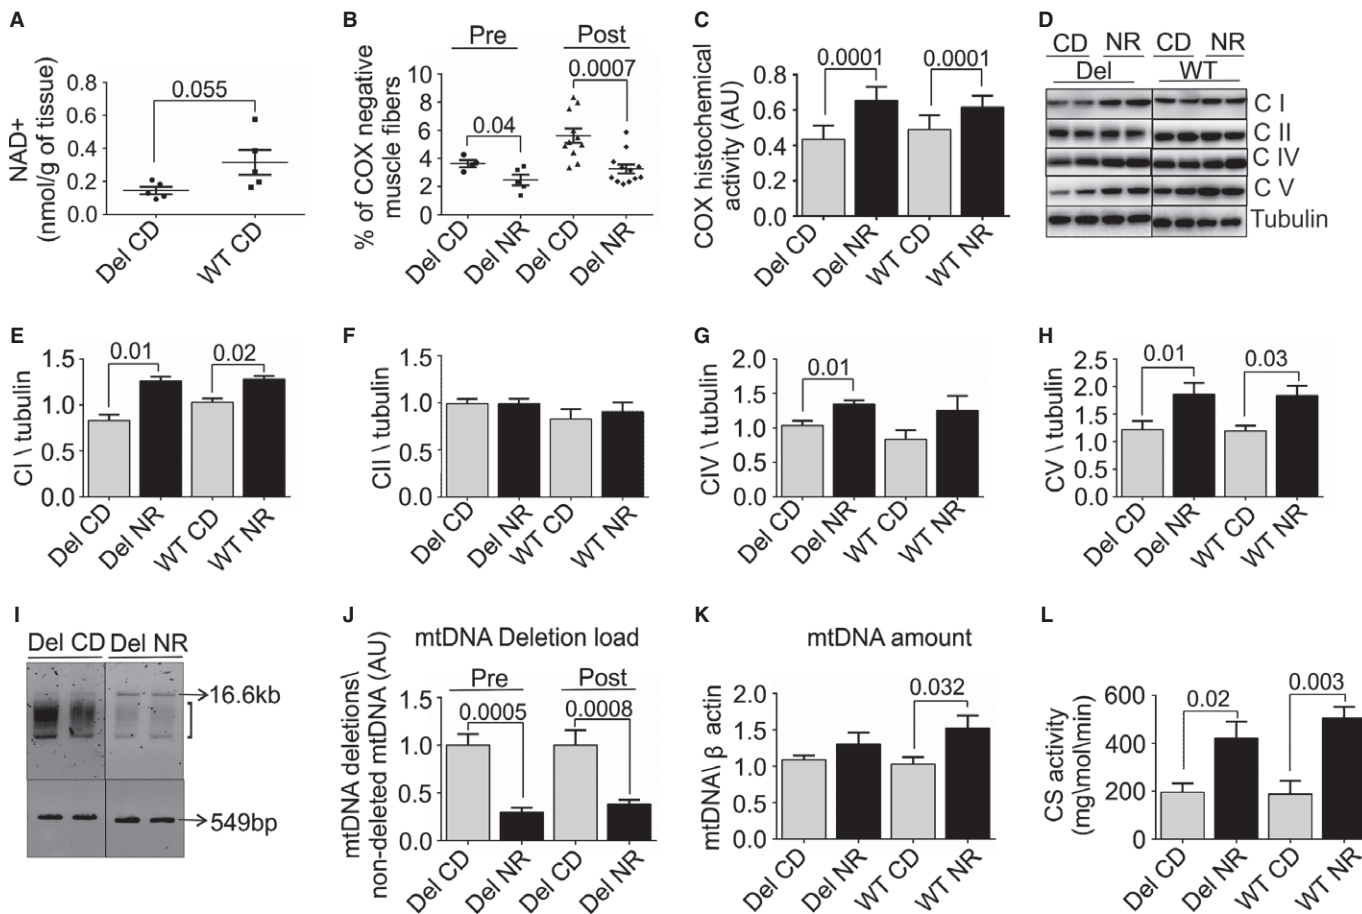 A
NAD+
(nmol/g of tissue)
0.8
0.6
0.4
0.2
0.0
0.055
Del CD
WT CD
B
Pre
Post
% of COX negative
muscle fibers
10
8
6
4
2
0
0.04
0.0007
Del CD
Del NR
Del CD
Del NR
C
COX histochemical
activity (AU)
0.8
0.6
0.4
0.2
0.0
0.0001
0.0001
Del CD
Del NR
WT CD
WT NR
D
CD NR CD NR
Del WT
C I
C II
C IV
C V
Tubulin
E
CI \ tubulin
1.5
1.0
0.5
0.0
0.01
0.02
Del CD
Del NR
WT CD
WT NR
F
CII \ tubulin
1.5
1.0
0.5
0.0
Del CD
Del NR
WT CD
WT NR
G
CIV \ tubulin
2.0
1.5
1.0
0.5
0.0
0.01
Del CD
Del NR
WT CD
WT NR
H
CV \ tubulin
2.5
2.0
1.5
1.0
0.5
0.0
0.01
0.03
Del CD
Del NR
WT CD
WT NR
I
Del CD Del NR
16.6kb
549bp
J
mtDNA Deletion load
mtDNA deletions\
non-deleted mtDNA (AU)
Pre
Post
1.5
1.0
0.5
0.0
0.0005
0.0008
Del CD
Del NR
Del CD
Del NR
K
mtDNA amount
mtDNA\ β actin
2.0
1.5
1.0
0.5
0.0
0.032
Del CD
Del NR
WT CD
WT NR
L
CS activity
(mg\mol\min)
600
400
200
0
0.02
0.003
Del CD
Del NR
WT CD
WT NR